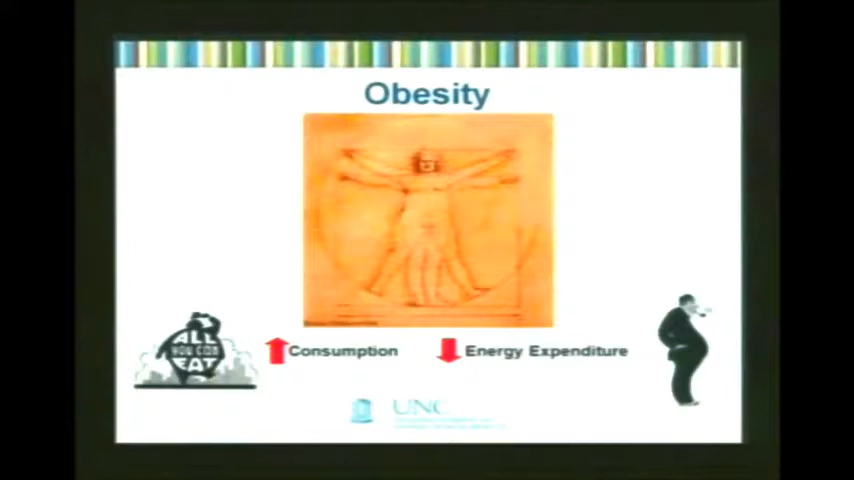 Obesity
ALL
YOU CAN
EAT
Consumption
Energy Expenditure
UNC